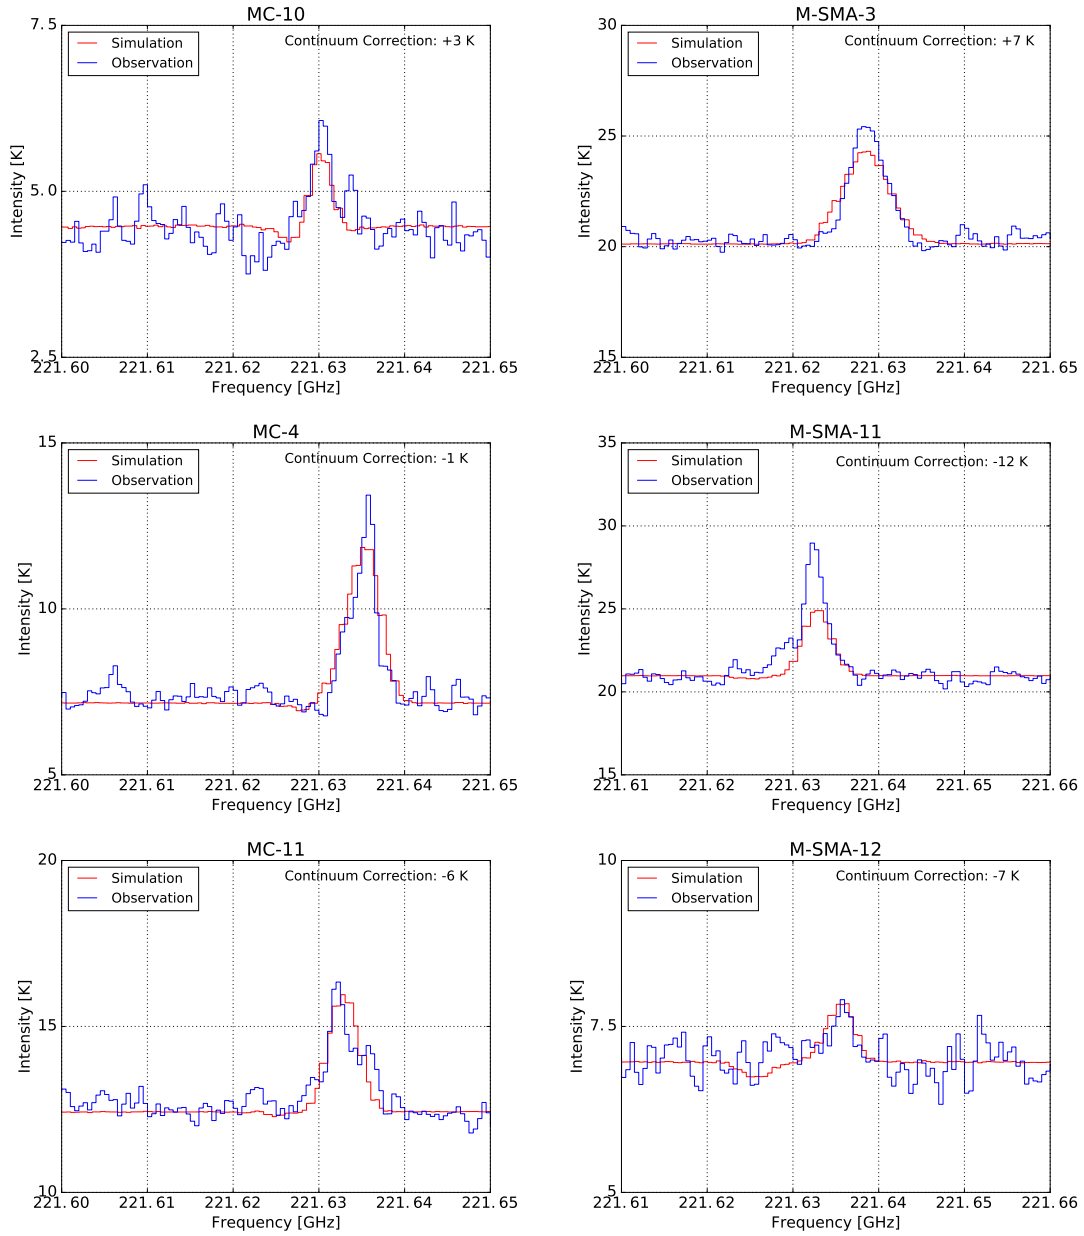 MC-10
7.5
5.0
2.5
Intensity [K]
Simulation
Observation
Continuum Correction: +3 K
221.60 221.61 221.62 221.63 221.64 221.65
Frequency [GHz]
M-SMA-3
30
25
20
15
Intensity [K]
Simulation
Observation
Continuum Correction: +7 K
221.60 221.61 221.62 221.63 221.64 221.65
Frequency [GHz]
MC-4
15
10
5
Intensity [K]
Simulation
Observation
Continuum Correction: -1 K
221.60 221.61 221.62 221.63 221.64 221.65
Frequency [GHz]
M-SMA-11
35
30
25
20
15
Intensity [K]
Simulation
Observation
Continuum Correction: -12 K
221.61 221.62 221.63 221.64 221.65 221.66
Frequency [GHz]
MC-11
20
15
10
Intensity [K]
Simulation
Observation
Continuum Correction: -6 K
221.60 221.61 221.62 221.63 221.64 221.65
Frequency [GHz]
M-SMA-12
10
7.5
5
Intensity [K]
Simulation
Observation
Continuum Correction: -7 K
221.61 221.62 221.63 221.64 221.65 221.66
Frequency [GHz]